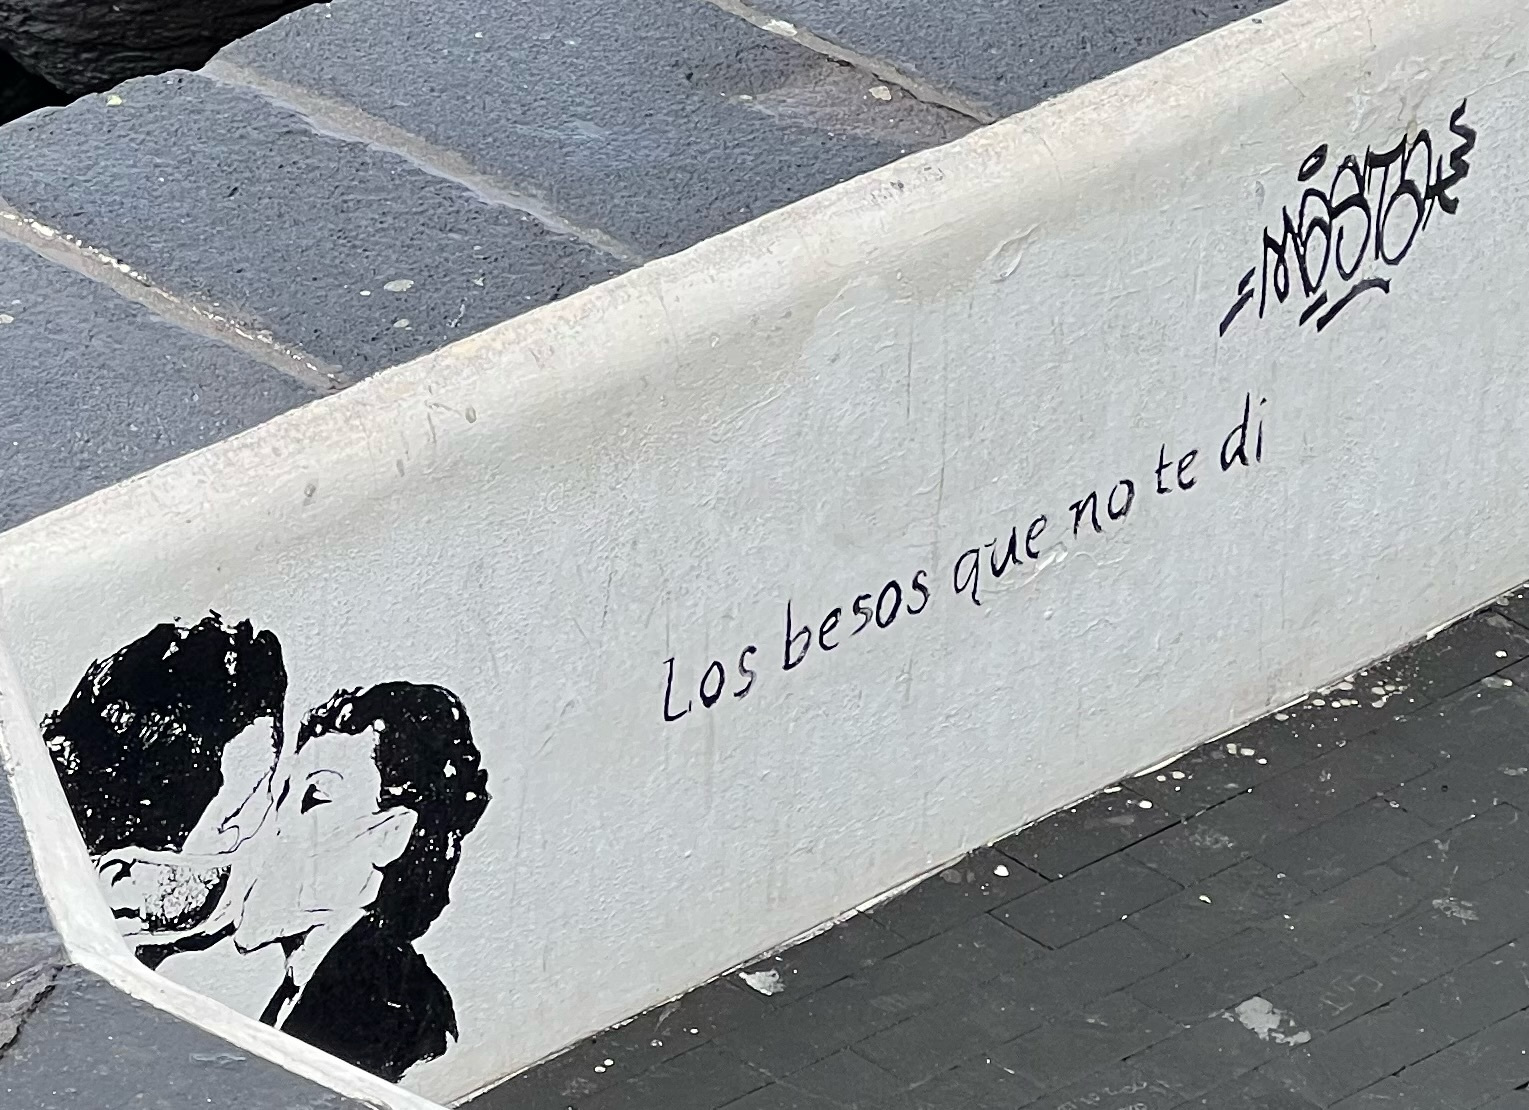 Los besos que no te di